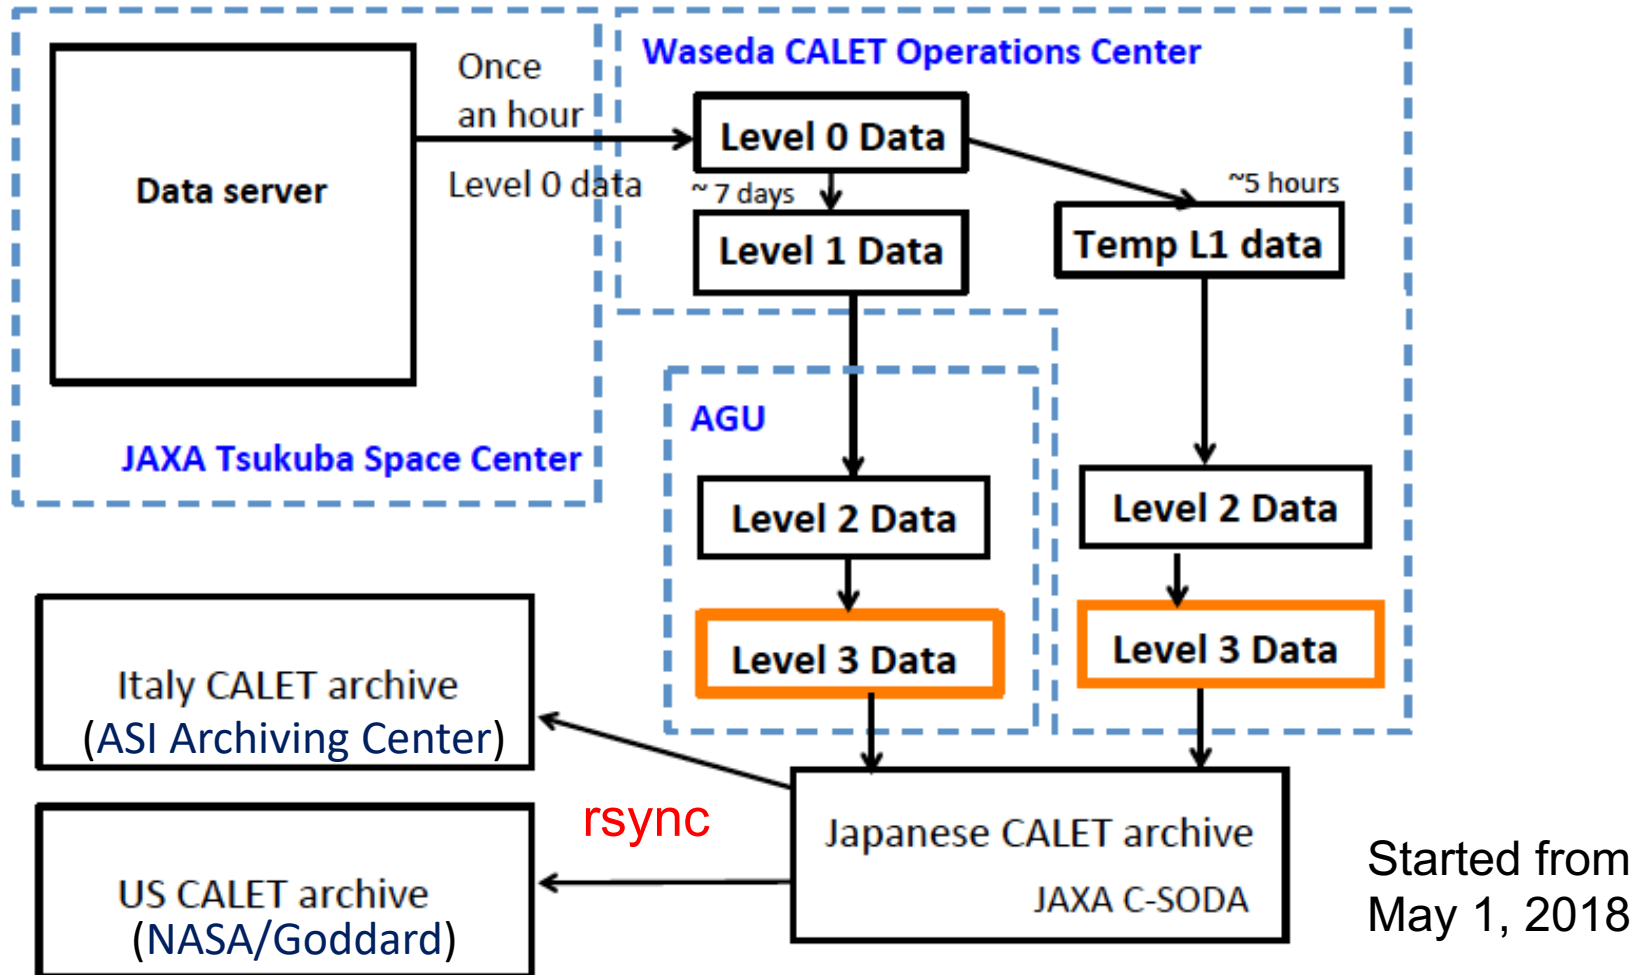 Waseda CALET Operations Center
Once
an hour
Level 0 Data
Data server
Level 0 data
~ 7 days
~5 hours
Level 1 Data
Temp L1 data
AGU
JAXA Tsukuba Space Center
Level 2 Data
Level 2 Data
Level 3 Data
Level 3 Data
Italy CALET archive
(ASI Archiving Center)
rsync
Japanese CALET archive
JAXA C-SODA
US CALET archive
(NASA/Goddard)
Started from
May 1, 2018